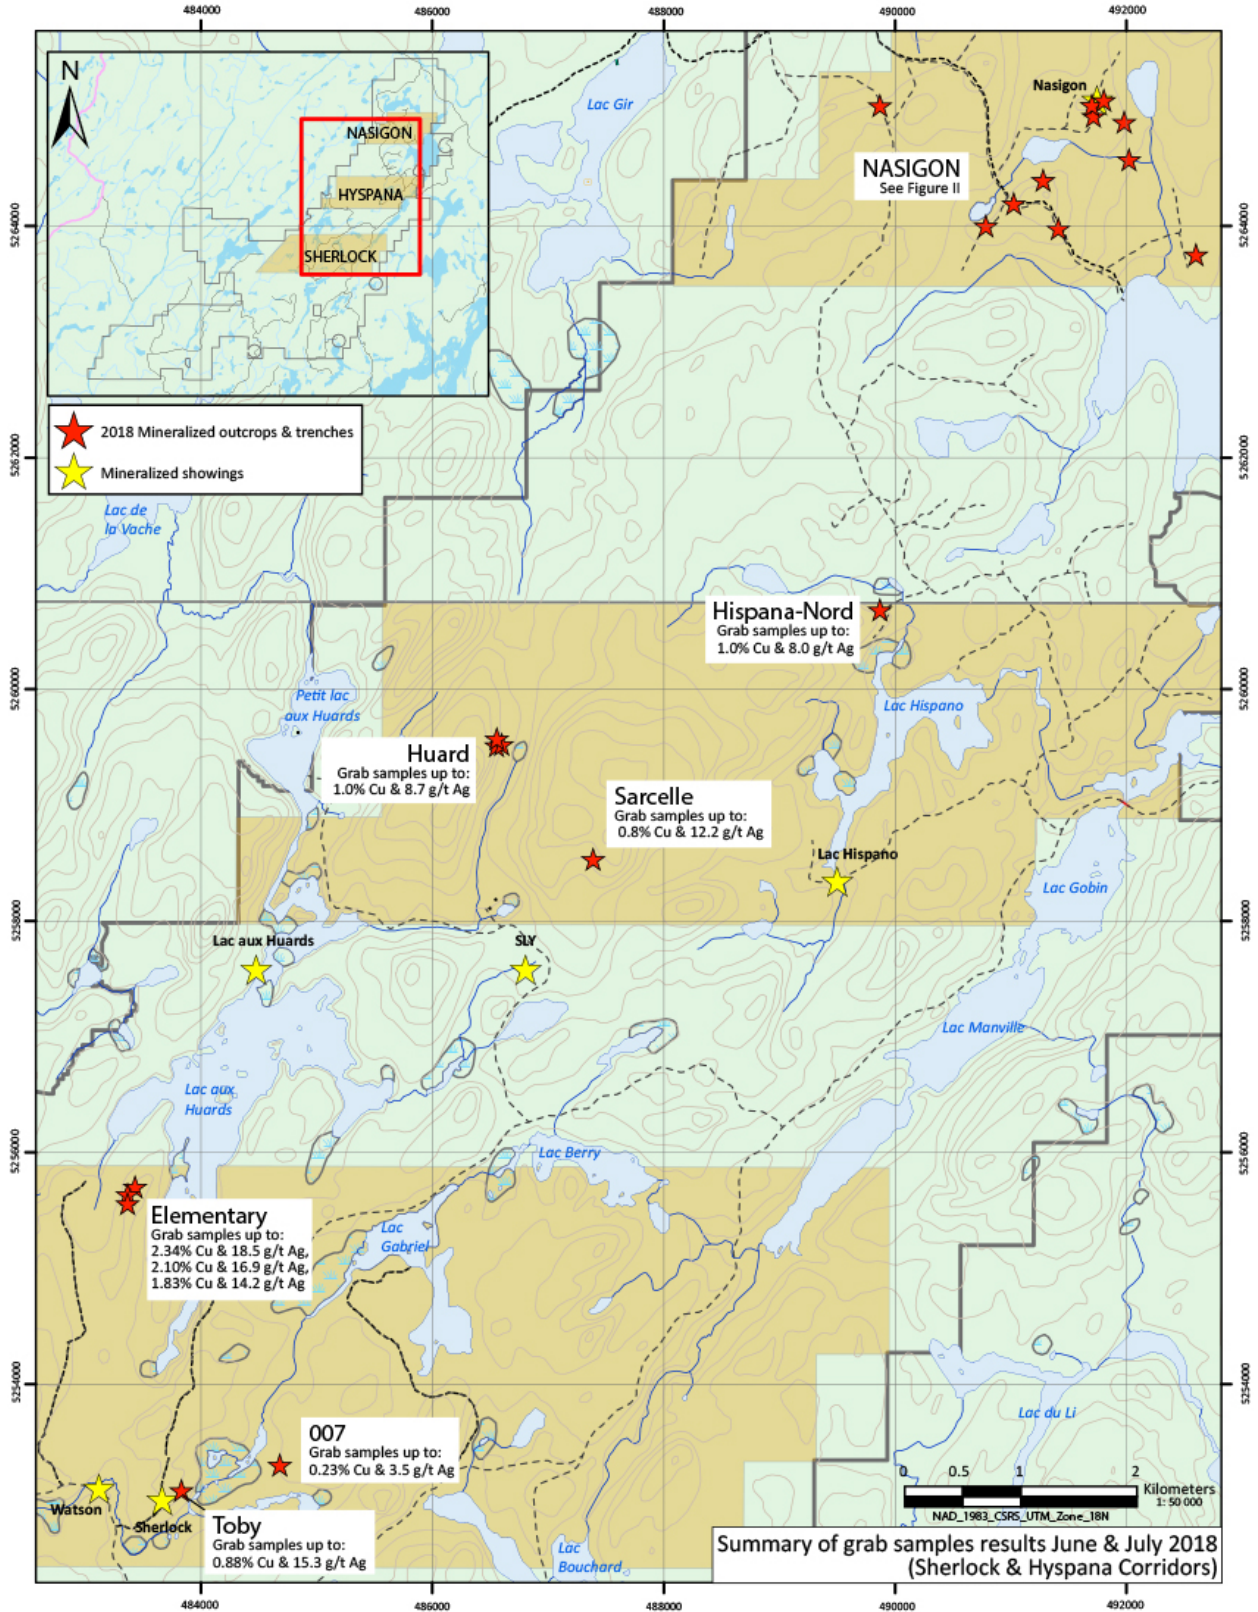 484000
486000
488000
490000
492000
N
NASIGON
HYSPANA
SHERLOCK
Lac Gir
Nasigon
NASIGON
See Figure II
5264000
5264000
2018 Mineralized outcrops & trenches
Mineralized showings
5262000
5262000
Lac de
la Vache
Hispana-Nord
Grab samples up to:
1.0% Cu & 8.0 g/t Ag
5260000
5260000
Petit lac
aux Huards
Lac Hispano
Huard
Grab samples up to:
1.0% Cu & 8.7 g/t Ag
Sarcelle
Grab samples up to:
0.8% Cu & 12.2 g/t Ag
Lac Hispano
Lac Gobin
5258000
5258000
Lac aux Huards
SLY
Lac Manville
Lac aux
Huards
5256000
5256000
Lac Berry
Elementary
Grab samples up to:
2.34% Cu & 18.5 g/t Ag,
2.10% Cu & 16.9 g/t Ag,
1.83% Cu & 14.2 g/t Ag
Lac
Gabriel
5254000
5254000
Lac du Li
007
Grab samples up to:
0.23% Cu & 3.5 g/t Ag
Watson
Sherlock
Toby
Grab samples up to:
0.88% Cu & 15.3 g/t Ag
0 0.5 1 2
Kilometers
1: 50 000
NAD_1983_CSRS_UTM_Zone_18N
Lac
Bouchard
Summary of grab samples results June & July 2018
(Sherlock & Hyspana Corridors)
484000
486000
488000
490000
492000